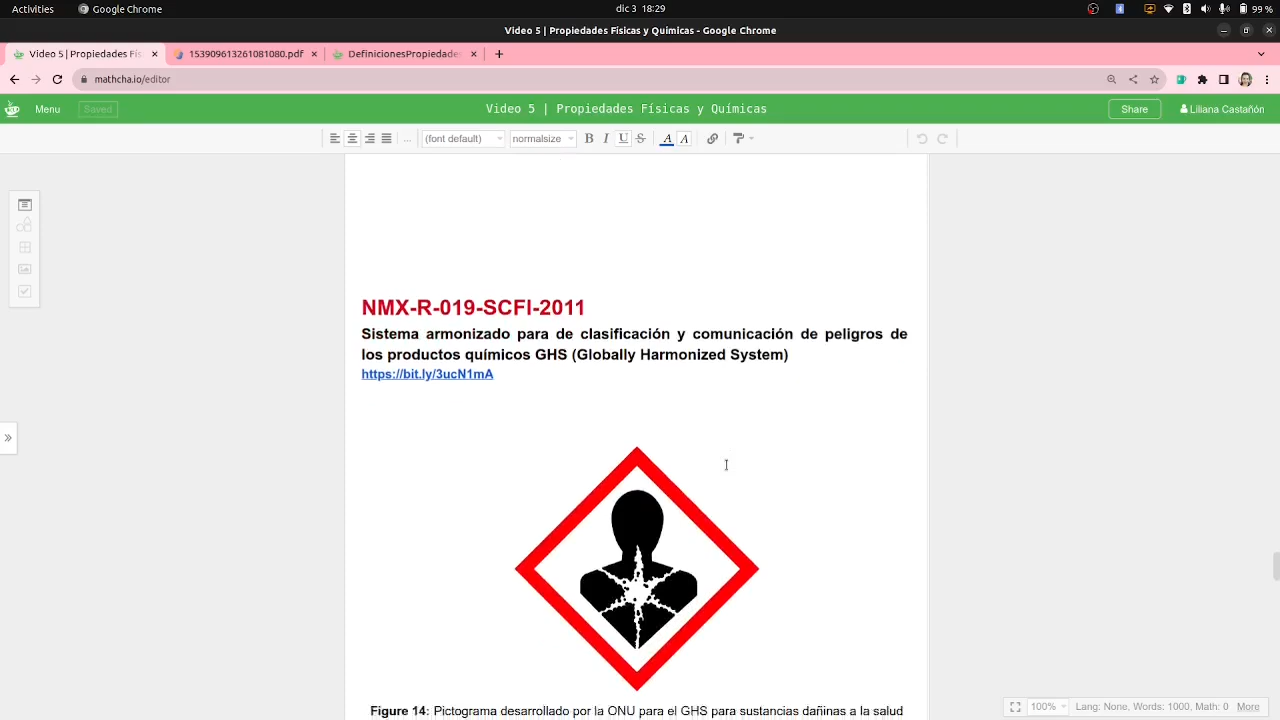 Activities
Google Chrome
dic 3 18:29
99 %
Video 5 | Propiedades Físicas y Químicas - Google Chrome
Video 5 | Propiedades Fís
153909613261081080.pdf
DefinicionesPropiedades
mathcha.io/editor
Menu
Saved
Video 5 | Propiedades Físicas y Químicas
Share
Liliana Castañón
...
(font default)
normalsize
B I U S A A
NMX-R-019-SCFI-2011
Sistema armonizado para de clasificación y comunicación de peligros de
los productos químicos GHS (Globally Harmonized System)
https://bit.ly/3ucN1mA
Figure 14: Pictograma desarrollado por la ONU para el GHS para sustancias dañinas a la salud
100%
Lang: None, Words: 1000, Math: 0 More